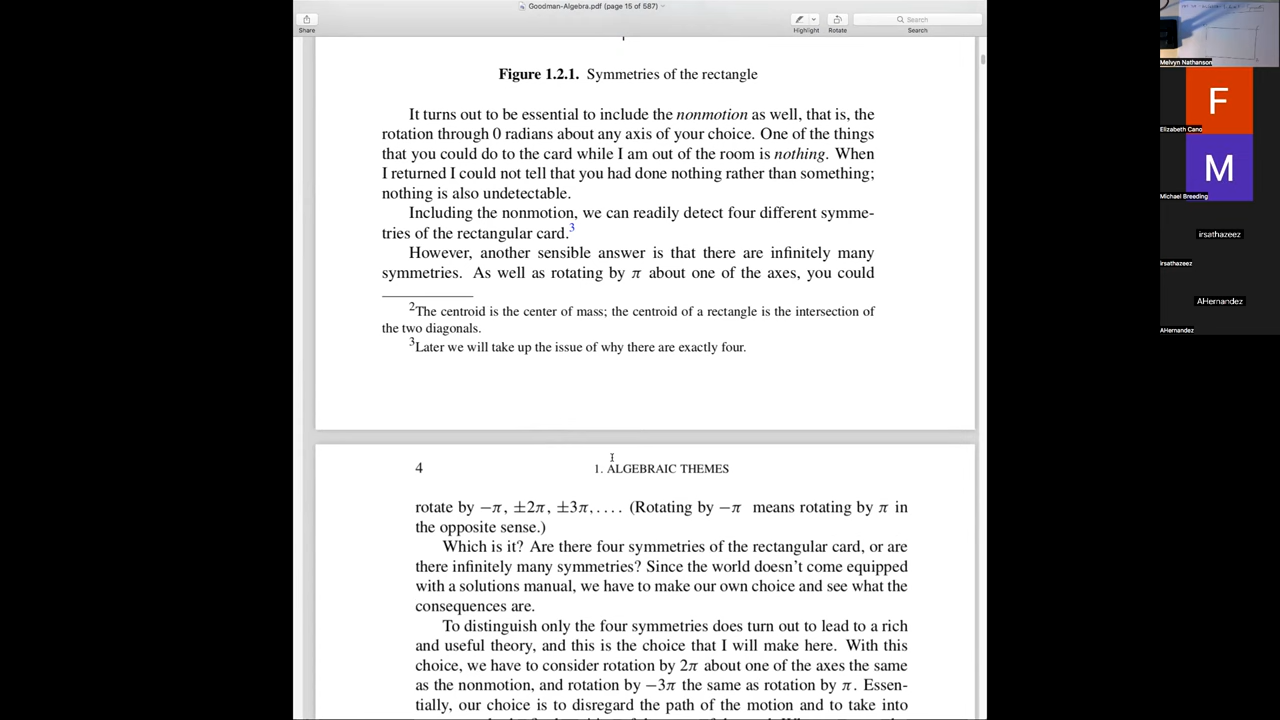 Goodman-Algebra.pdf (page 15 of 587)
Share
Highlight
Rotate
Search
Search
Figure 1.2.1. Symmetries of the rectangle
It turns out to be essential to include the nonmotion as well, that is, the
rotation through 0 radians about any axis of your choice. One of the things
that you could do to the card while I am out of the room is nothing. When
I returned I could not tell that you had done nothing rather than something;
nothing is also undetectable.
Including the nonmotion, we can readily detect four different symme-
tries of the rectangular card.3
However, another sensible answer is that there are infinitely many
symmetries. As well as rotating by π about one of the axes, you could
2The centroid is the center of mass; the centroid of a rectangle is the intersection of
the two diagonals.
3Later we will take up the issue of why there are exactly four.
4
1. ALGEBRAIC THEMES
rotate by −π, ±2π, ±3π,. . . . (Rotating by −π means rotating by π in
the opposite sense.)
Which is it? Are there four symmetries of the rectangular card, or are
there infinitely many symmetries? Since the world doesn't come equipped
with a solutions manual, we have to make our own choice and see what the
consequences are.
To distinguish only the four symmetries does turn out to lead to a rich
and useful theory, and this is the choice that I will make here. With this
choice, we have to consider rotation by 2π about one of the axes the same
as the nonmotion, and rotation by −3π the same as rotation by π. Essen-
tially, our choice is to disregard the path of the motion and to take into
Melvyn Nathanson
F
Elizabeth Cano
M
Michael Breeding
irsathazeez
irsathazeez
AHernandez
AHernandez